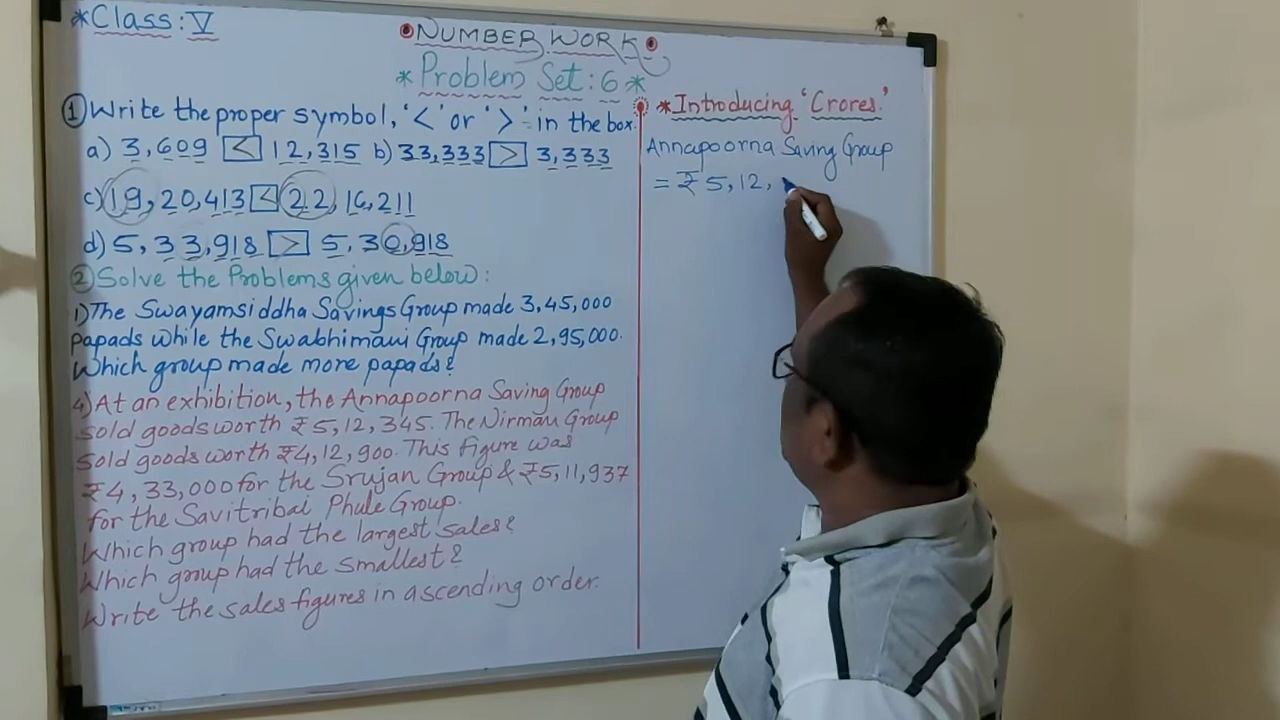 *Class: V
NUMBER WORK
*Problem Set: 6*
① Write the proper symbol, '<' or '>' in the box.
a) 3,609 < 12,315 b) 33,333 > 3,333
c) 19,20,413 < 22,16,211
d) 5,33,918 > 5,30,918
② Solve the Problems given below:
1) The Swayamsiddha Savings Group made 3,45,000
papads while the Swabhimani Group made 2,95,000.
Which group made more papads?
4) At an exhibition, the Annapoorna Saving Group
sold goods worth ₹5,12,345. The Nirman Group
sold goods worth ₹4,12,900. This figure was
₹4,33,000 for the Srujan Group & ₹5,11,937
for the Savitribai Phule Group.
Which group had the largest sales?
Which group had the smallest?
Write the sales figures in ascending order.
*Introducing 'Crores.'
Annapoorna Saving Group
= ₹5,12,